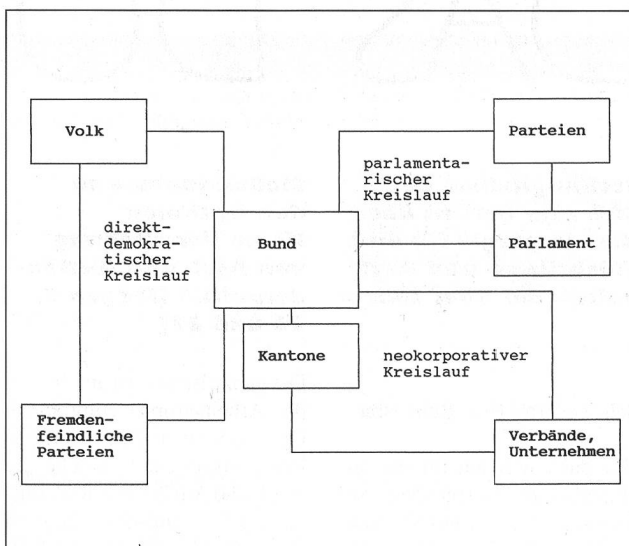 Volk
Parteien
parlamenta-
rischer
Kreislauf
direkt-
demokra-
tischer
Kreislauf
Bund
Parlament
Kantone
neokorporativer
Kreislauf
Fremden-
feindliche
Parteien
Verbände,
Unternehmen